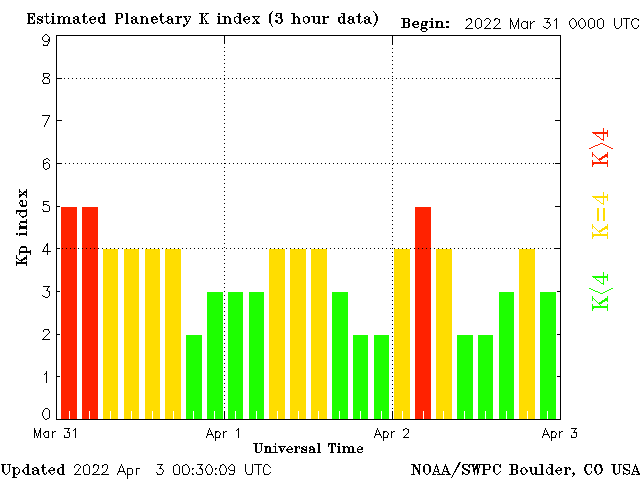 Estimated Planetary K index (3 hour data) Begin: 2022 Mar 31 0000 UTC
9
8
7
6
5
4
3
2
1
0
Kp index
K>4
K=4
K<4
Mar 31 Apr 1 Apr 2 Apr 3
Universal Time
Updated 2022 Apr 3 00:30:09 UTC NOAA/SWPC Boulder, CO USA